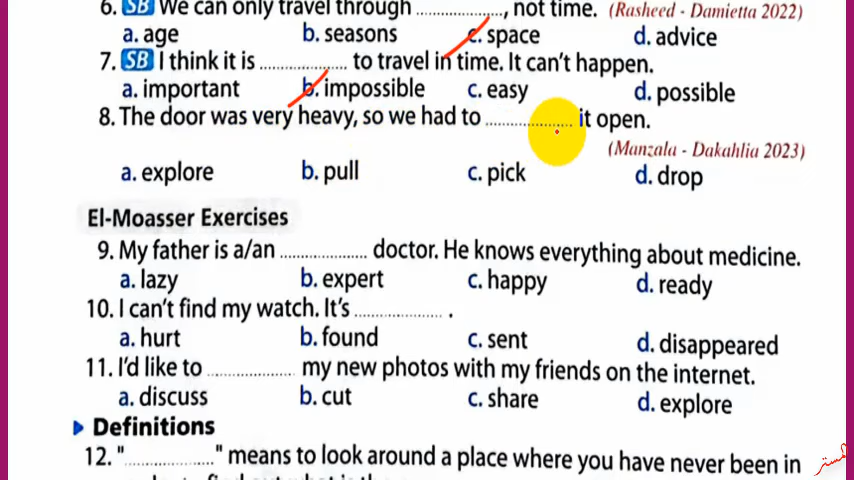 6. SB We can only travel through ...................., not time. (Rasheed - Damietta 2022)
a. age b. seasons c. space d. advice
7. SB I think it is .................... to travel in time. It can't happen.
a. important b. impossible c. easy d. possible
8. The door was very heavy, so we had to .................... it open.
(Manzala - Dakahlia 2023)
a. explore b. pull c. pick d. drop
El-Moasser Exercises
9. My father is a/an .................... doctor. He knows everything about medicine.
a. lazy b. expert c. happy d. ready
10. I can't find my watch. It's .................... .
a. hurt b. found c. sent d. disappeared
11. I'd like to .................... my new photos with my friends on the internet.
a. discuss b. cut c. share d. explore
Definitions
12. "...................." means to look around a place where you have never been in